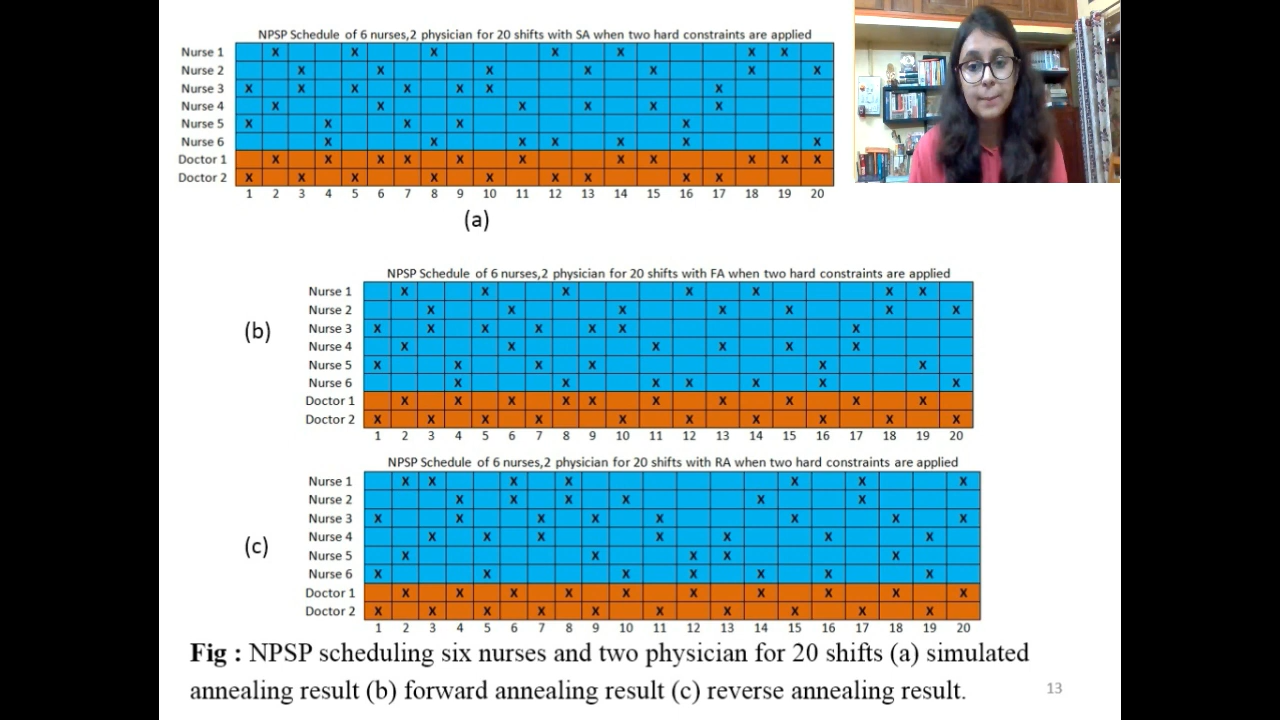 NPSP Schedule of 6 nurses,2 physician for 20 shifts with SA when two hard constraints are applied
Nurse 1 X X X X X X X
Nurse 2 X X X X X X X
Nurse 3 X X X X X X X
Nurse 4 X X X X X X
Nurse 5 X X X X X
Nurse 6 X X X X X X X
Doctor 1 X X X X X X X X X X X
Doctor 2 X X X X X X X X X
1 2 3 4 5 6 7 8 9 10 11 12 13 14 15 16 17 18 19 20
(a)
NPSP Schedule of 6 nurses,2 physician for 20 shifts with FA when two hard constraints are applied
Nurse 1 X X X X X X X
Nurse 2 X X X X X X X
(b)
Nurse 3 X X X X X X X
Nurse 4 X X X X X X
Nurse 5 X X X X X X
Nurse 6 X X X X X X X
Doctor 1 X X X X X X X X X X
Doctor 2 X X X X X X X X X X
1 2 3 4 5 6 7 8 9 10 11 12 13 14 15 16 17 18 19 20
NPSP Schedule of 6 nurses,2 physician for 20 shifts with RA when two hard constraints are applied
Nurse 1 X X X X X X X
Nurse 2 X X X X X X
Nurse 3 X X X X X X X X
(c)
Nurse 4 X X X X X X X
Nurse 5 X X X X X
Nurse 6 X X X X X X X
Doctor 1 X X X X X X X X X X
Doctor 2 X X X X X X X X X X
1 2 3 4 5 6 7 8 9 10 11 12 13 14 15 16 17 18 19 20
Fig : NPSP scheduling six nurses and two physician for 20 shifts (a) simulated
annealing result (b) forward annealing result (c) reverse annealing result.
13